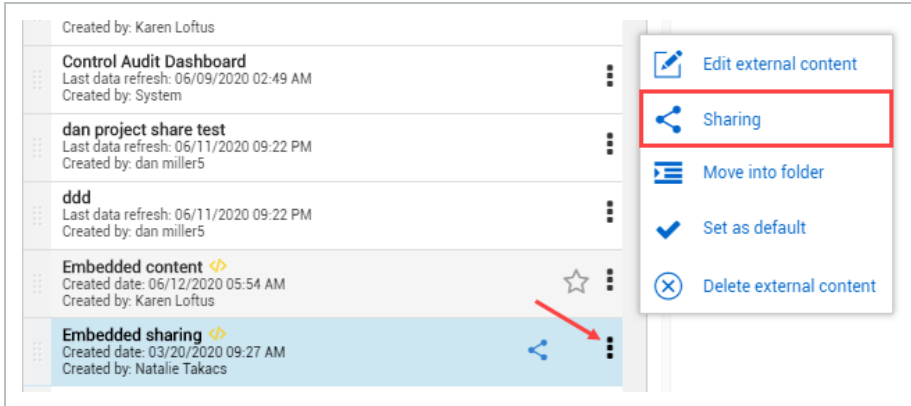 Created by: Karen Loftus
Control Audit Dashboard
Last data refresh: 06/09/2020 02:49 AM
Created by: System
dan project share test
Last data refresh: 06/11/2020 09:22 PM
Created by: dan miller5
ddd
Last data refresh: 06/11/2020 09:22 PM
Created by: dan miller5
Embedded content </>
Created date: 06/12/2020 05:54 AM
Created by: Karen Loftus
Embedded sharing </>
Created date: 03/20/2020 09:27 AM
Created by: Natalie Takacs
Edit external content
Sharing
Move into folder
Set as default
Delete external content